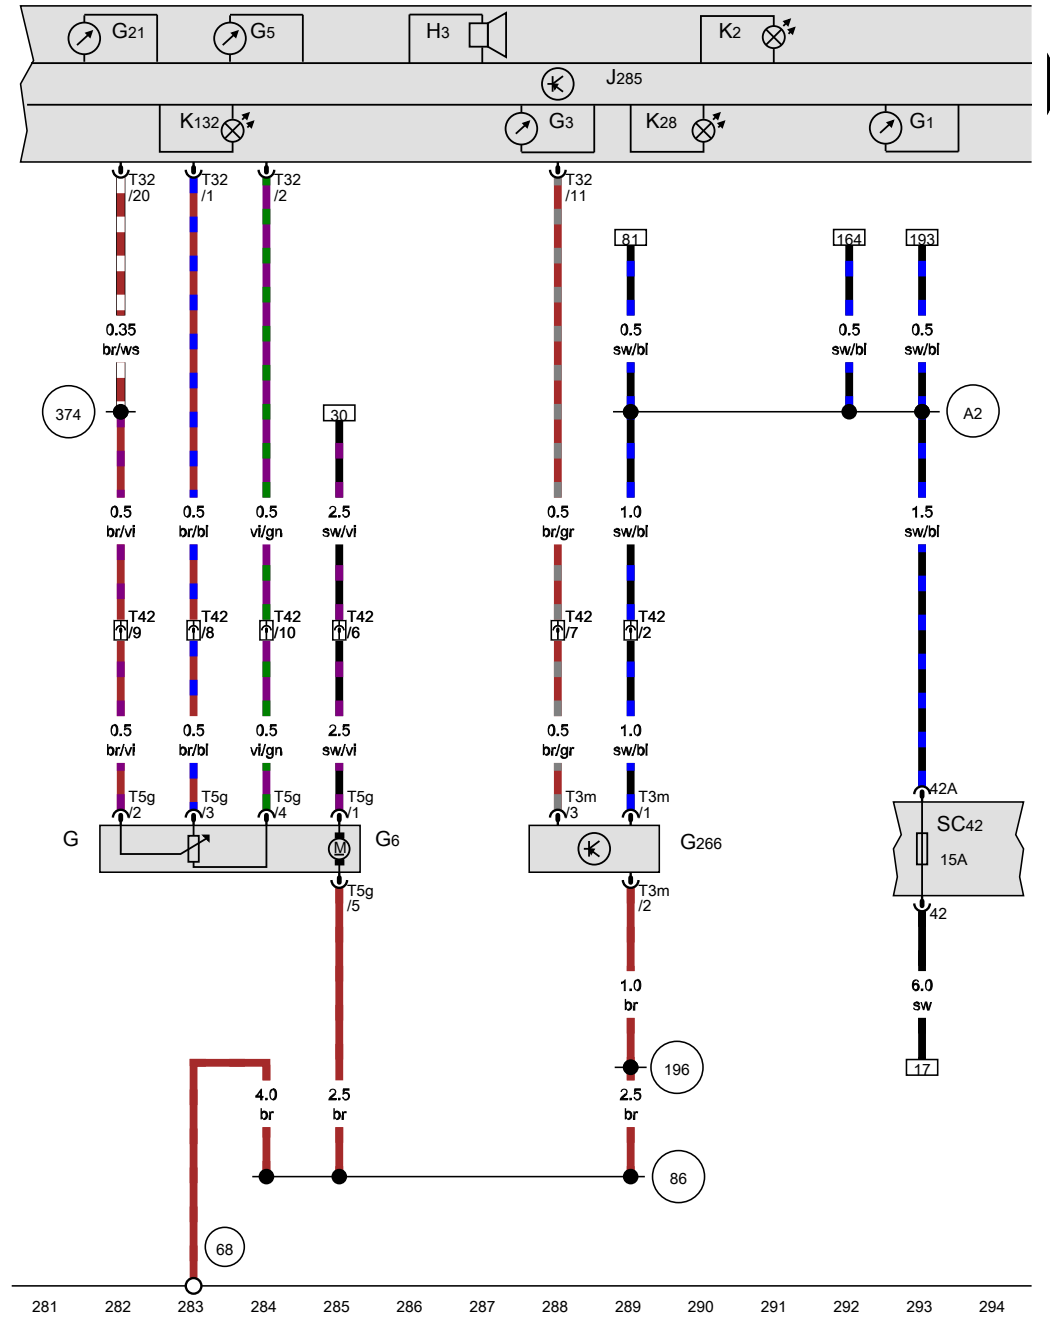 G21 G5 H3 K2
J285
K132 G3 K28 G1
T32 T32 T32 T32
/20 /1 /2 /11
81 164 193
0.35 0.5 0.5 0.5
br/ws sw/bl sw/bl sw/bl
374 30 A2
0.5 0.5 0.5 2.5 0.5 1.0 1.5
br/vi br/bl vi/gn sw/vi br/gr sw/bl sw/bl
T42 T42 T42 T42 T42 T42
/9 /8 /10 /6 /7 /2
0.5 0.5 0.5 2.5 0.5 1.0
br/vi br/bl vi/gn sw/vi br/gr sw/bl
42A
T5g T5g T5g T5g T3m T3m
/2 /3 /4 /1 /3 /1
SC42
G M G6 G266
15A
T5g T3m
/5 /2
42
1.0 6.0
br sw
196 17
4.0 2.5 2.5
br br br
86
68
281 282 283 284 285 286 287 288 289 290 291 292 293 294